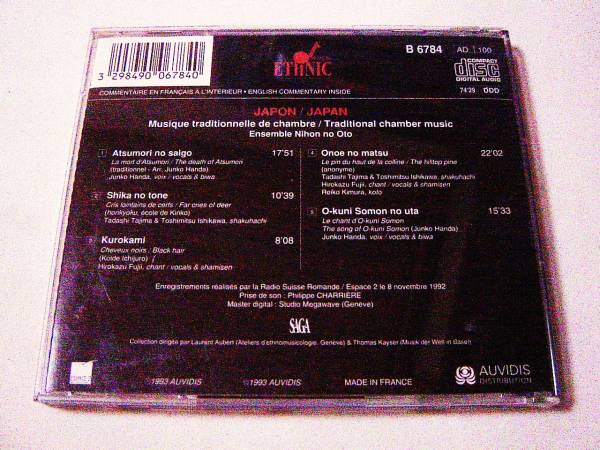 3 298490 067840
ETHNIC
B 6784
AD 100
COMPACT
disc
DIGITAL AUDIO
74'29 DDD
COMMENTAIRE EN FRANÇAIS À L'INTÉRIEUR • ENGLISH COMMENTARY INSIDE
JAPON / JAPAN
Musique traditionnelle de chambre / Traditional chamber music
Ensemble Nihon no Oto
1 Atsumori no saigo 17'51
La mort d'Atsumori / The death of Atsumori
(traditionnel - Arr. Junko Handa)
Junko Handa, voix / vocals & biwa
2 Shika no tone 10'39
Cris lointains de cerfs / Far cries of deer
(honkyoku, école de Kinko)
Tadashi Tajima & Toshimitsu Ishikawa, shakuhachi
3 Kurokami 8'08
Cheveux noirs / Black hair
(Koide Ichijuro)
Hirokazu Fujii, chant / vocals & shamisen
4 Onoe no matsu 22'02
Le pin du haut de la colline / The hilltop pine
(anonyme)
Tadashi Tajima & Toshimitsu Ishikawa, shakuhachi
Hirokazu Fujii, chant / vocals & shamisen
Reiko Kimura, koto
5 O-kuni Somon no uta 15'33
Le chant d'O-kuni Somon
The song of O-kuni Somon (Junko Handa)
Junko Handa, voix / vocals & biwa
Enregistrements réalisés par la Radio Suisse Romande / Espace 2 le 8 novembre 1992
Prise de son : Philippe CHARRIÈRE
Master digital : Studio Megawave (Genève)
SAGA
Collection dirigée par Laurent Aubert (Ateliers d'ethnomusicologie, Genève) & Thomas Kayser (Musik der Welt in Basel)
℗1993 AUVIDIS ©1993 AUVIDIS MADE IN FRANCE
AUVIDIS
DISTRIBUTION